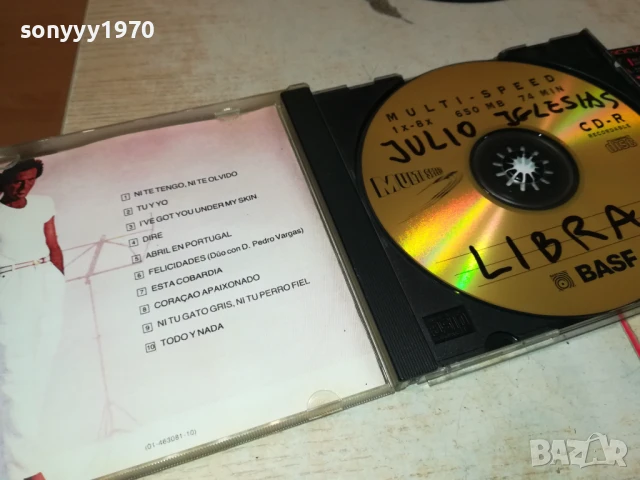 sonyyy1970
1 NI TE TENGO, NI TE OLVIDO
2 TU Y YO
3 I'VE GOT YOU UNDER MY SKIN
4 DIRE
5 ABRIL EN PORTUGAL
6 FELICIDADES (Dúo con D. Pedro Vargas)
7 ESTA COBARDIA
8 CORAÇAO APAIXONADO
9 NI TU GATO GRIS, NI TU PERRO FIEL
10 TODO Y NADA
(01-463081-10)
MULTI-SPEED
1X-8X 650 MB 74 MIN
JULIO IGLESIAS
CD-R
RECORDABLE
LIBRA
BASF
BAZAR
bg